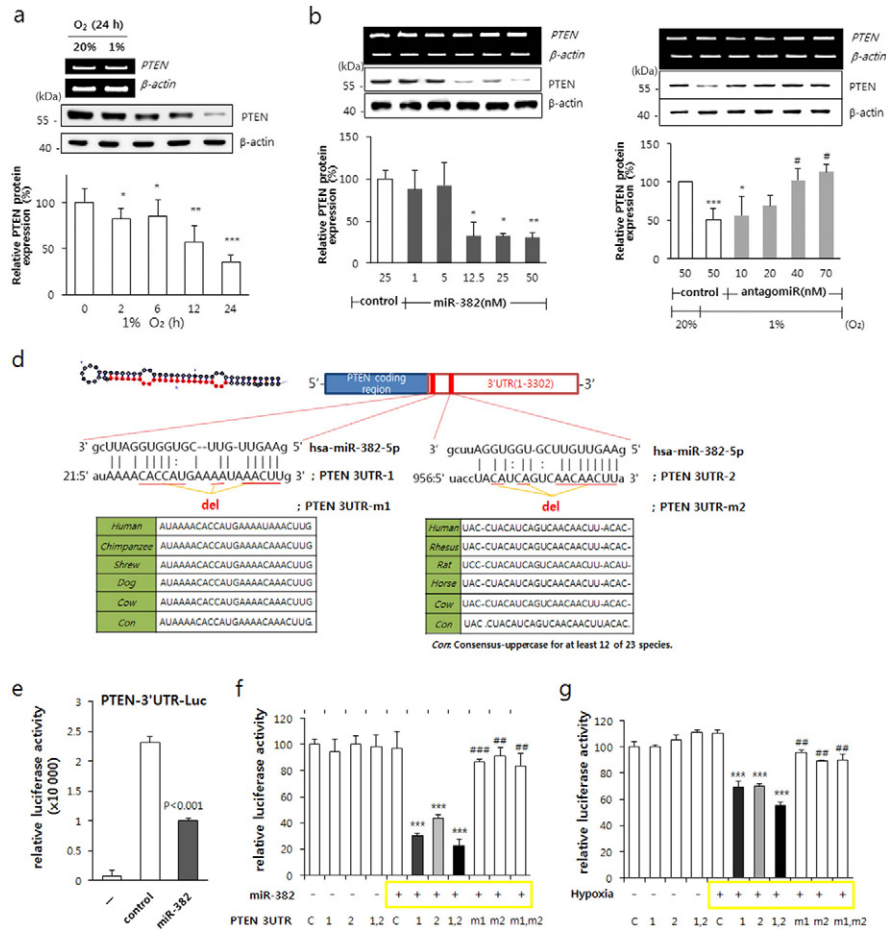 a
O₂ (24 h)
20% 1%
PTEN
β-actin
(kDa)
55 - PTEN
40 - β-actin
Relative PTEN protein expression (%)
150
100
50
0
* * ** ***
0 2 6 12 24
1% O₂ (h)
b
PTEN
β-actin
(kDa)
55 - PTEN
40 - β-actin
Relative PTEN protein expression (%)
150
100
50
0
* * **
25 1 5 12.5 25 50
control miR-382(nM)
PTEN
β-actin
(kDa)
55 - PTEN
40 - β-actin
Relative PTEN protein expression (%)
150
100
50
0
*** * # #
50 50 10 20 40 70
control antagomiR(nM)
20% 1% (O₂)
d
5′- PTEN coding region 3'UTR(1-3302) -3′
3′ gcUUAGGUGGUGC--UUG-UUGAAg 5′ hsa-miR-382-5p
21:5′ auAAAACACCAUGAAAAUAAACUUg 3′ ; PTEN 3UTR-1
del ; PTEN 3UTR-m1
Human AUAAAACACCAUGAAAAUAAACUUG
Chimpanzee AUAAAACACCAUGAAAACAAACUUG
Shrew AUAAAACACCAUGAAAACAAACUUG
Dog AUAAAACACCAUGAAAACAAACUUG
Cow AUAAAACACCAUGAAAACAAACUUG
Con AUAAAACACCAUGAAAACAAACUUG.
3′ gcuuAGGUGGU-GCUUGUUGAAg 5′ hsa-miR-382-5p
956:5′ uaccUACAUCAGUCAACAACUUa 3′ ; PTEN 3UTR-2
del ; PTEN 3UTR-m2
Human UAC-CUACAUCAGUCAACAACUU-ACAC-
Rhesus UAC-CUACAUCAGUCAACAACUU-ACAC-
Rat UCC-CUACAUCAGUCAACAACUU-ACAU-
Horse UAC-CUACAUCAGUCAACAACUU-ACAC-
Cow UAC-CUACAUCAGUCAACAACUU-ACAC-
Con UAC.CUACAUCAGUCAACAACUU.ACAC.
Con: Consensus-uppercase for at least 12 of 23 species.
e
PTEN-3'UTR-Luc
relative luciferase activity (x10 000)
3
2.5
2
1.5
1
0.5
0
P<0.001
— control miR-382
f
relative luciferase activity
120
100
80
60
40
20
0
*** *** *** ### ## ##
miR-382 - - - - + + + + + + +
PTEN 3UTR C 1 2 1,2 C 1 2 1,2 m1 m2 m1,m2
g
relative luciferase activity
120
100
80
60
40
20
0
*** *** *** ## ## ##
Hypoxia - - - - + + + + + + +
C 1 2 1,2 C 1 2 1,2 m1 m2 m1,m2